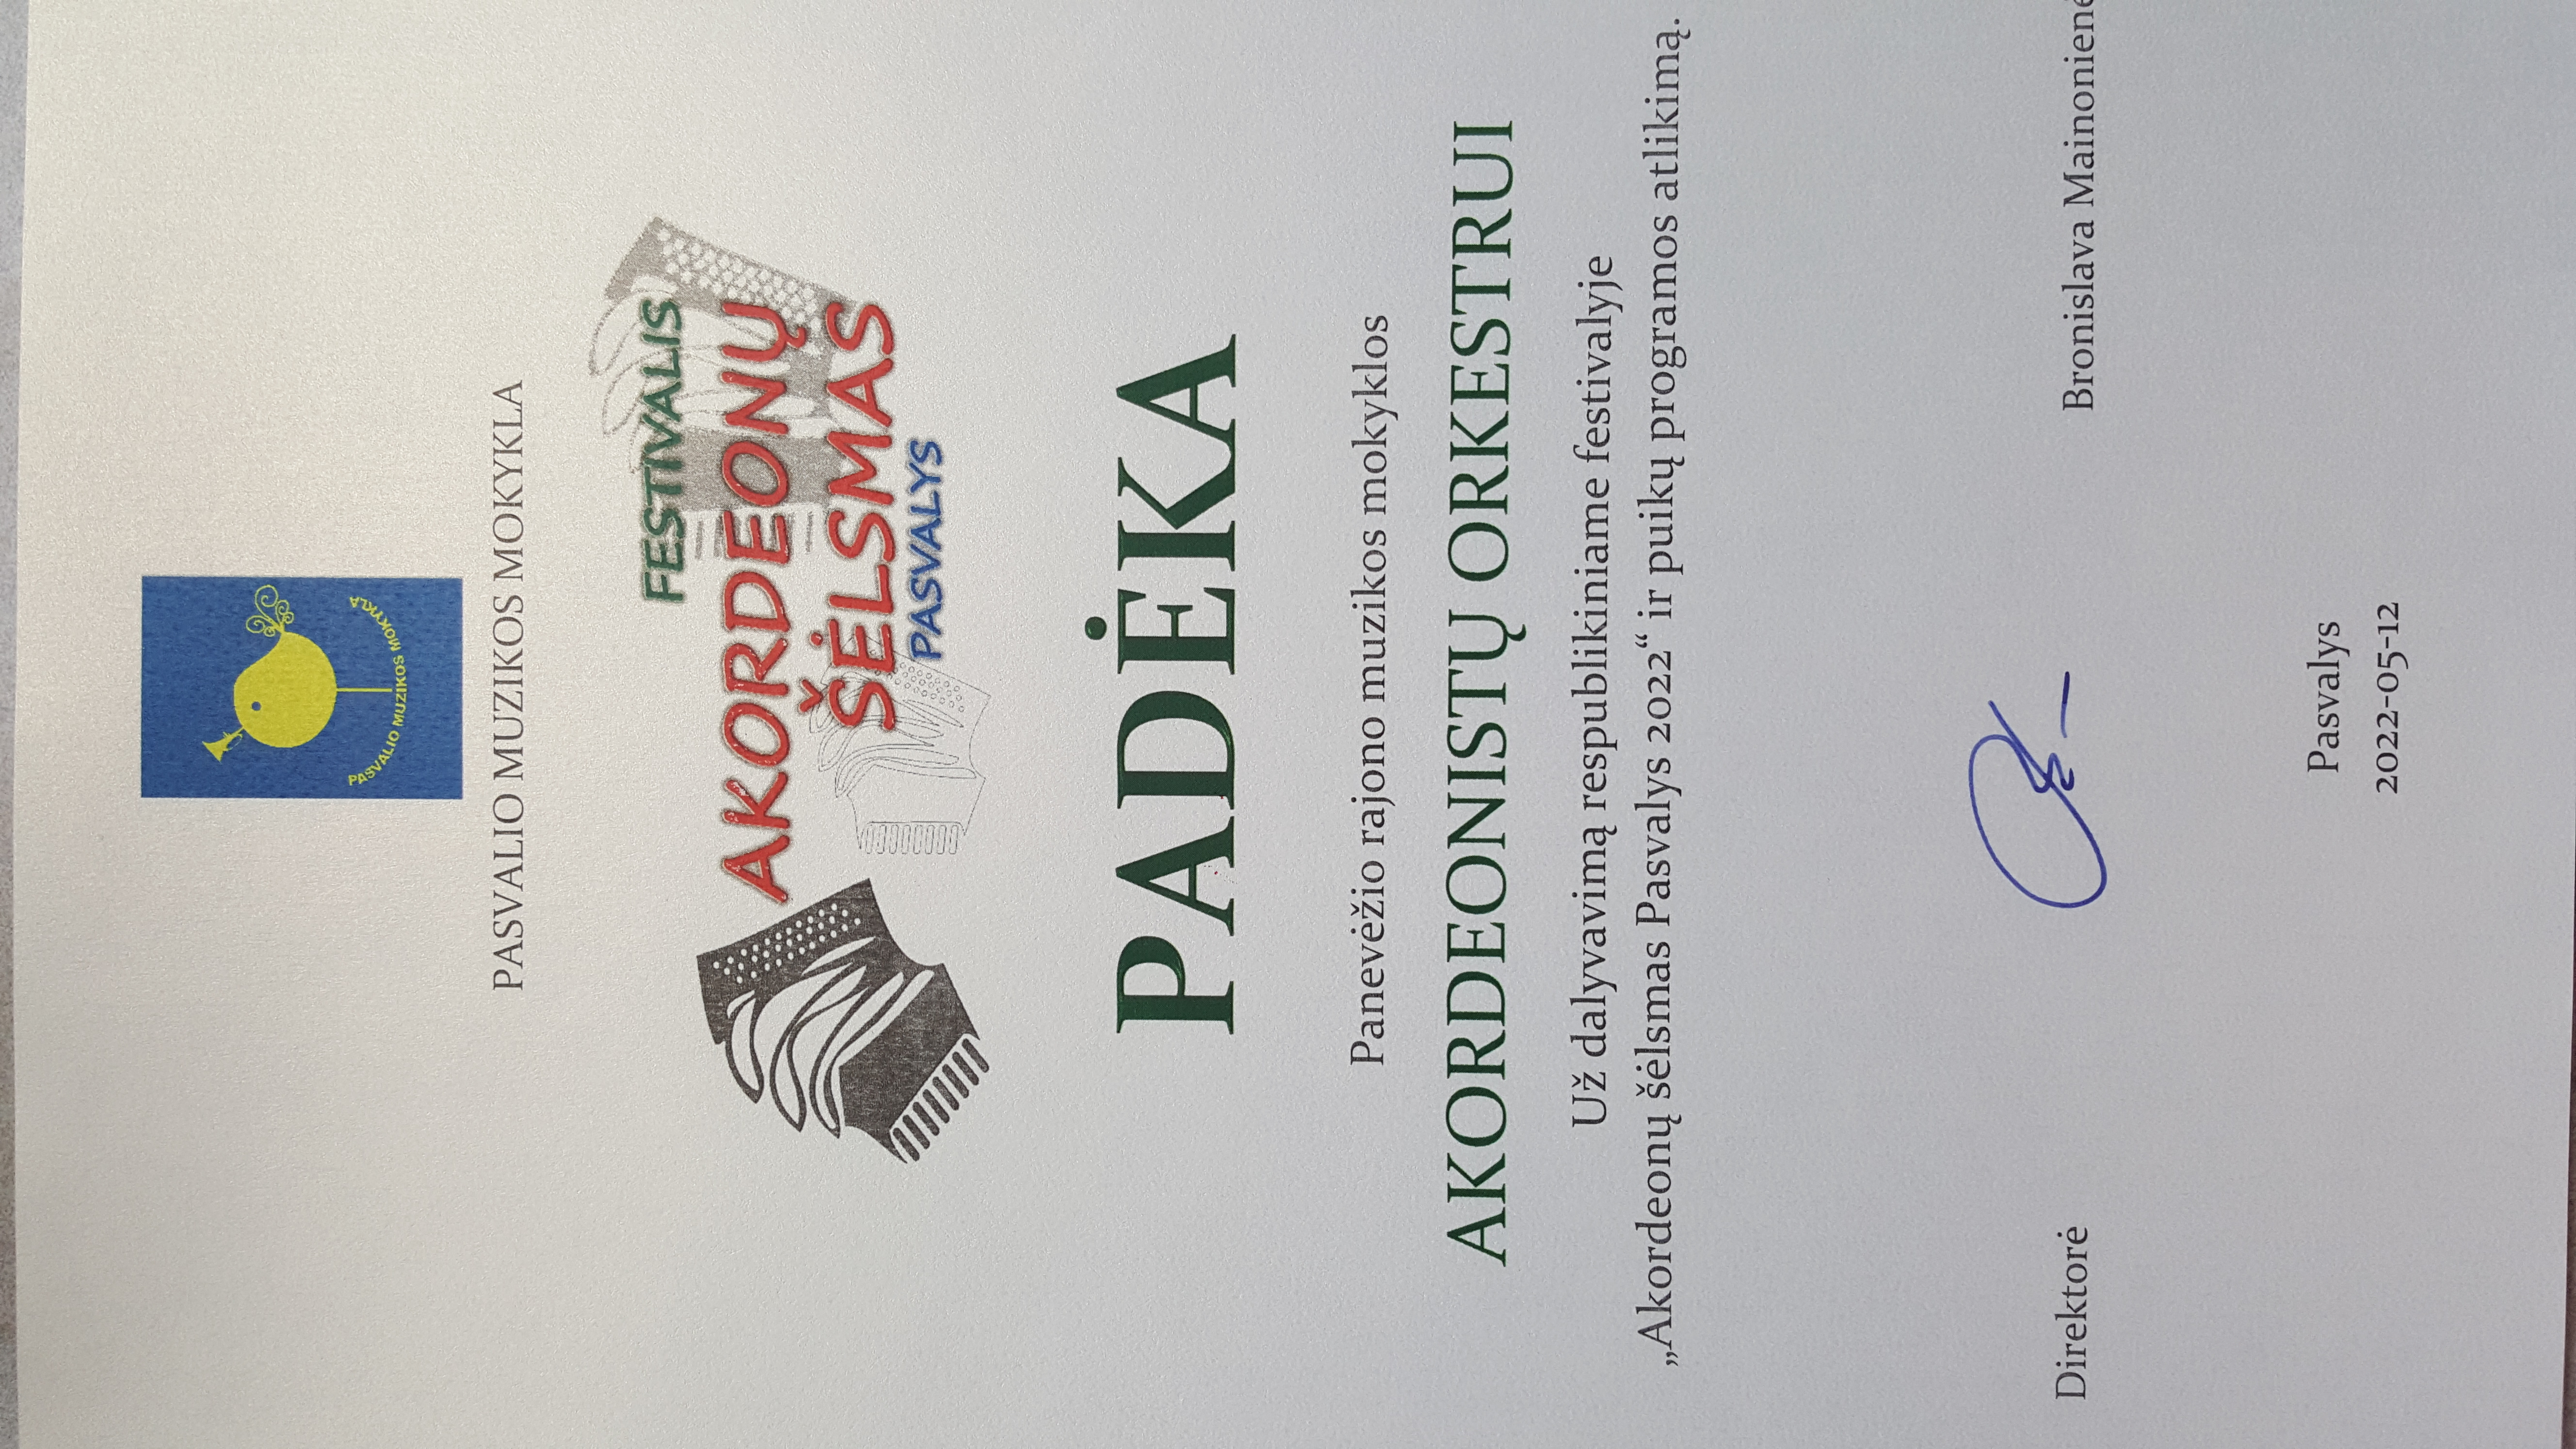 PASVALIO MUZIKOS MOKYKLA
PASVALIO MUZIKOS MOKYKLA
FESTIVALIS
AKORDEONŲ
ŠĖLSMAS
PASVALYS
PADĖKA
Panevėžio rajono muzikos mokyklos
AKORDEONISTŲ ORKESTRUI
Už dalyvavimą respublikiniame festivalyje
„Akordeonų šėlsmas Pasvalys 2022“ ir puikų programos atlikimą.
Direktorė Bronislava Mainonienė
Pasvalys
2022-05-12